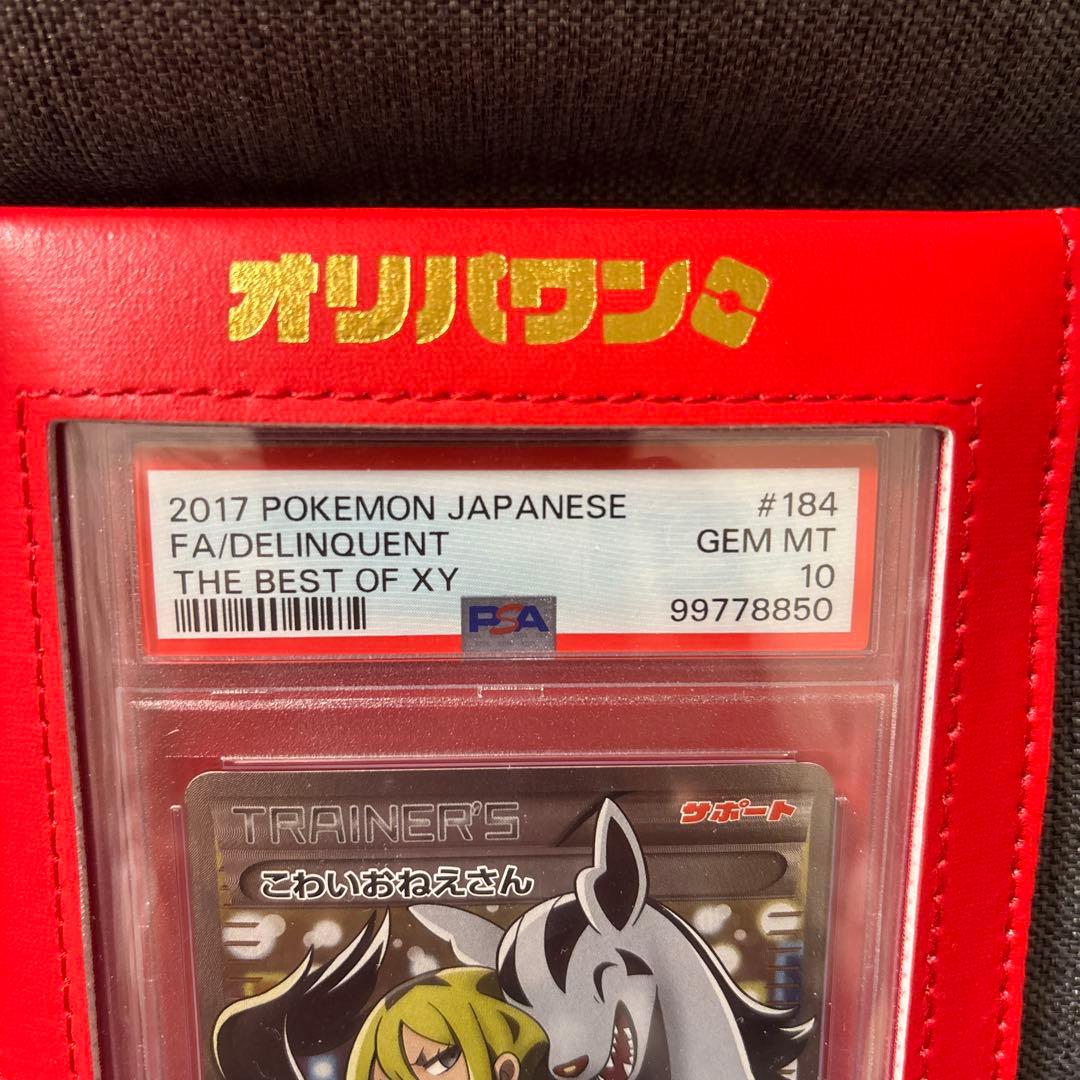 オリパワン
2017 POKEMON JAPANESE #184
FA/DELINQUENT GEM MT
THE BEST OF XY 10
PSA 99778850
TRAINER'S サポート
こわいおねえさん